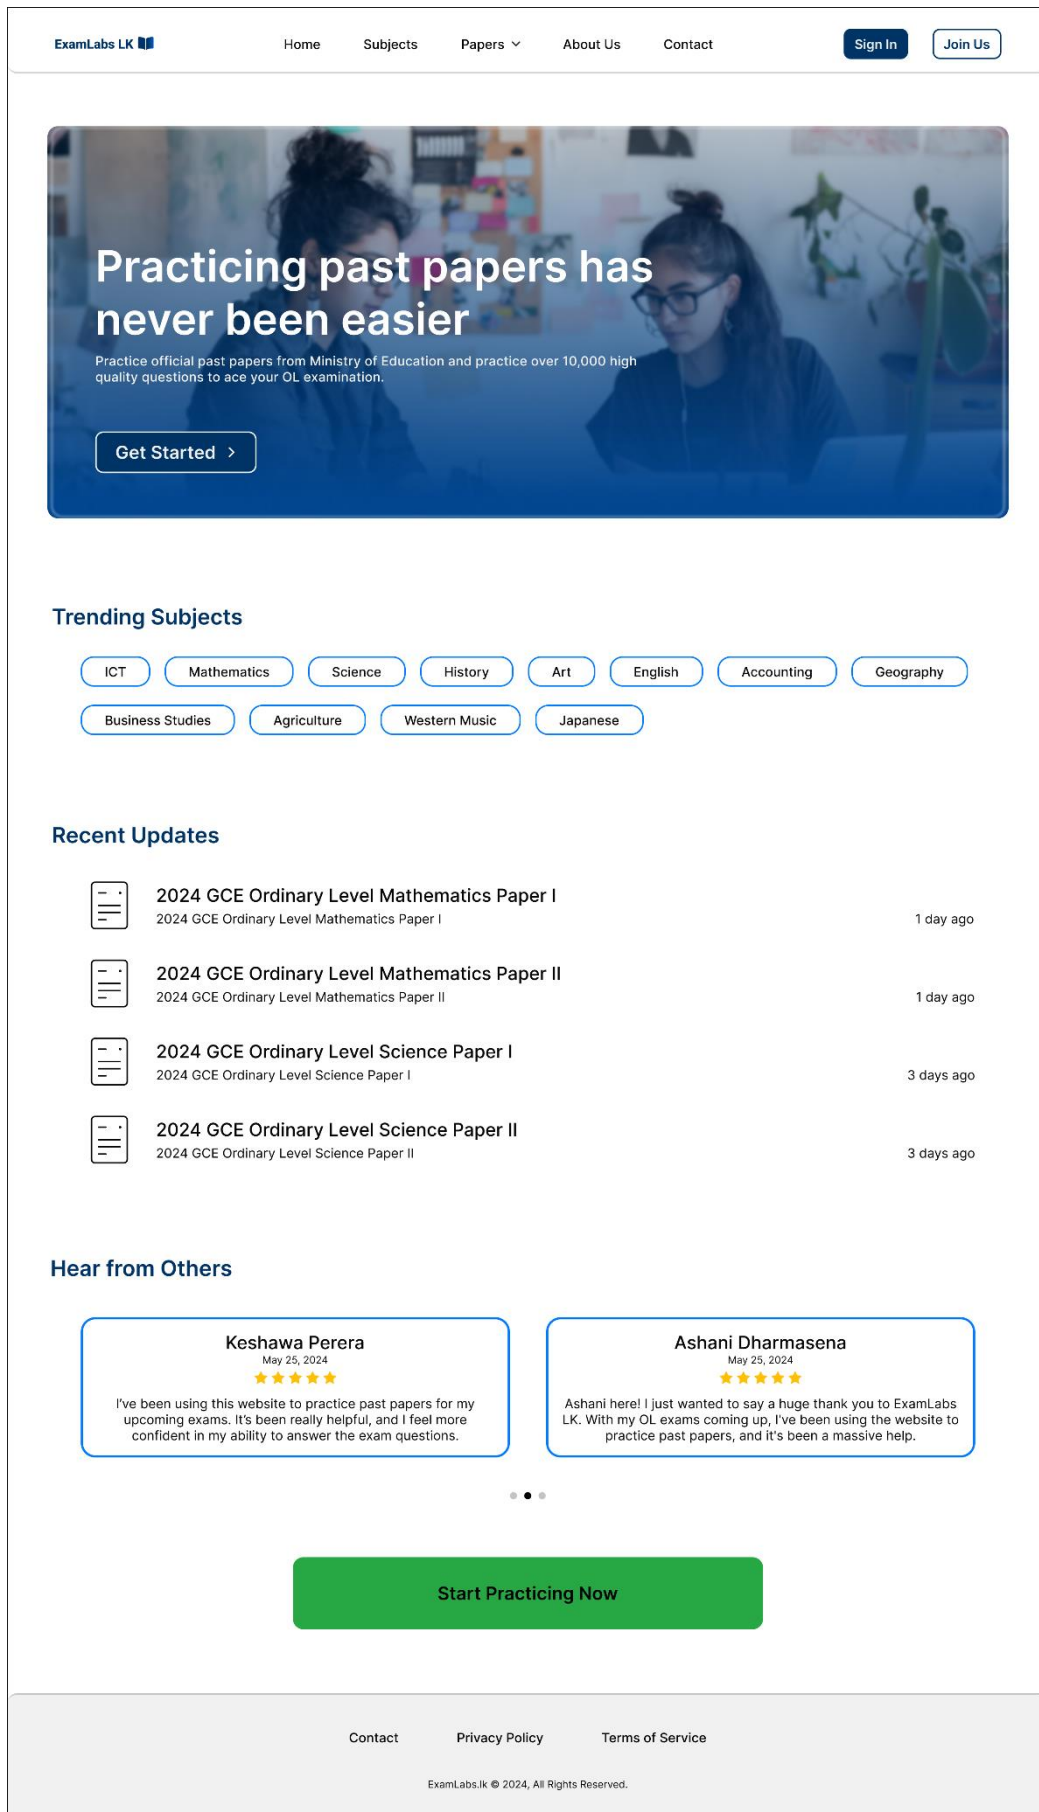 ExamLabs LK
Home Subjects Papers About Us Contact
Sign In Join Us
Practicing past papers has
never been easier
Practice official past papers from Ministry of Education and practice over 10,000 high
quality questions to ace your OL examination.
Get Started
Trending Subjects
ICT Mathematics Science History Art English Accounting Geography
Business Studies Agriculture Western Music Japanese
Recent Updates
2024 GCE Ordinary Level Mathematics Paper I
2024 GCE Ordinary Level Mathematics Paper I
1 day ago
2024 GCE Ordinary Level Mathematics Paper II
2024 GCE Ordinary Level Mathematics Paper II
1 day ago
2024 GCE Ordinary Level Science Paper I
2024 GCE Ordinary Level Science Paper I
3 days ago
2024 GCE Ordinary Level Science Paper II
2024 GCE Ordinary Level Science Paper II
3 days ago
Hear from Others
Keshawa Perera
May 25, 2024
I've been using this website to practice past papers for my
upcoming exams. It's been really helpful, and I feel more
confident in my ability to answer the exam questions.
Ashani Dharmasena
May 25, 2024
Ashani here! I just wanted to say a huge thank you to ExamLabs
LK. With my OL exams coming up, I've been using the website to
practice past papers, and it's been a massive help.
Start Practicing Now
Contact Privacy Policy Terms of Service
ExamLabs.lk © 2024, All Rights Reserved.